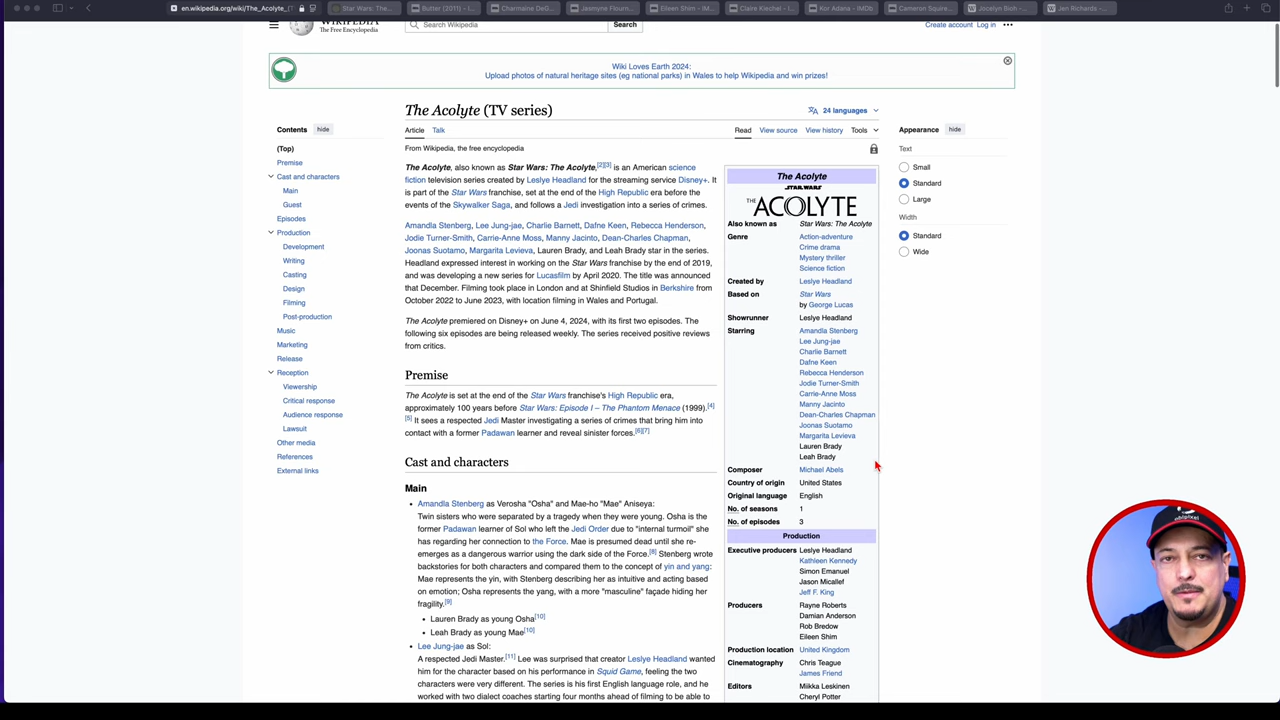 en.wikipedia.org/wiki/The_Acolyte_(T
Star Wars: The...
Butter (2011) - I...
Charmaine DeG...
Jasmyne Flourn...
Eileen Shim - IM...
Claire Kiechel - I...
Kor Adana - IMDb
Cameron Squire...
Jocelyn Bioh - I...
Jen Richards - I...
WIKIPEDIA
The Free Encyclopedia
Search Wikipedia
Search
Create account
Log in
Wiki Loves Earth 2024:
Upload photos of natural heritage sites (eg national parks) in Wales to help Wikipedia and win prizes!
Contents
hide
(Top)
Premise
Cast and characters
Main
Guest
Episodes
Production
Development
Writing
Casting
Design
Filming
Post-production
Music
Marketing
Release
Reception
Viewership
Critical response
Audience response
Lawsuit
Other media
References
External links
The Acolyte (TV series)
24 languages
Article
Talk
Read
View source
View history
Tools
From Wikipedia, the free encyclopedia
The Acolyte, also known as Star Wars: The Acolyte,[2][3] is an American science
fiction television series created by Leslye Headland for the streaming service Disney+. It
is part of the Star Wars franchise, set at the end of the High Republic era before the
events of the Skywalker Saga, and follows a Jedi investigation into a series of crimes.
Amandla Stenberg, Lee Jung-jae, Charlie Barnett, Dafne Keen, Rebecca Henderson,
Jodie Turner-Smith, Carrie-Anne Moss, Manny Jacinto, Dean-Charles Chapman,
Joonas Suotamo, Margarita Levieva, Lauren Brady, and Leah Brady star in the series.
Headland expressed interest in working on the Star Wars franchise by the end of 2019,
and was developing a new series for Lucasfilm by April 2020. The title was announced
that December. Filming took place in London and at Shinfield Studios in Berkshire from
October 2022 to June 2023, with location filming in Wales and Portugal.
The Acolyte premiered on Disney+ on June 4, 2024, with its first two episodes. The
following six episodes are being released weekly. The series received positive reviews
from critics.
Premise
The Acolyte is set at the end of the Star Wars franchise's High Republic era,
approximately 100 years before Star Wars: Episode I – The Phantom Menace (1999).[4]
[5] It sees a respected Jedi Master investigating a series of crimes that bring him into
contact with a former Padawan learner and reveal sinister forces.[6][7]
Cast and characters
Main
• Amandla Stenberg as Verosha "Osha" and Mae-ho "Mae" Aniseya:
Twin sisters who were separated by a tragedy when they were young. Osha is the
former Padawan learner of Sol who left the Jedi Order due to "internal turmoil" she
has regarding her connection to the Force. Mae is presumed dead until she re-
emerges as a dangerous warrior using the dark side of the Force.[8] Stenberg wrote
backstories for both characters and compared them to the concept of yin and yang:
Mae represents the yin, with Stenberg describing her as intuitive and acting based
on emotion; Osha represents the yang, with a more "masculine" façade hiding her
fragility.[9]
• Lauren Brady as young Osha[10]
• Leah Brady as young Mae[10]
• Lee Jung-jae as Sol:
A respected Jedi Master.[11] Lee was surprised that creator Leslye Headland wanted
him for the character based on his performance in Squid Game, feeling the two
characters were very different. The series is his first English language role, and he
worked with two dialect coaches starting four months ahead of filming to be able to
The Acolyte
STAR WARS
THE ACOLYTE
Also known as Star Wars: The Acolyte
Genre Action-adventure
Crime drama
Mystery thriller
Science fiction
Created by Leslye Headland
Based on Star Wars
by George Lucas
Showrunner Leslye Headland
Starring Amandla Stenberg
Lee Jung-jae
Charlie Barnett
Dafne Keen
Rebecca Henderson
Jodie Turner-Smith
Carrie-Anne Moss
Manny Jacinto
Dean-Charles Chapman
Joonas Suotamo
Margarita Levieva
Lauren Brady
Leah Brady
Composer Michael Abels
Country of origin United States
Original language English
No. of seasons 1
No. of episodes 3
Production
Executive producers Leslye Headland
Kathleen Kennedy
Simon Emanuel
Jason Micallef
Jeff F. King
Producers Rayne Roberts
Damian Anderson
Rob Bredow
Eileen Shim
Production location United Kingdom
Cinematography Chris Teague
James Friend
Editors Miikka Leskinen
Cheryl Potter
Appearance
hide
Text
Small
Standard
Large
Width
Standard
Wide